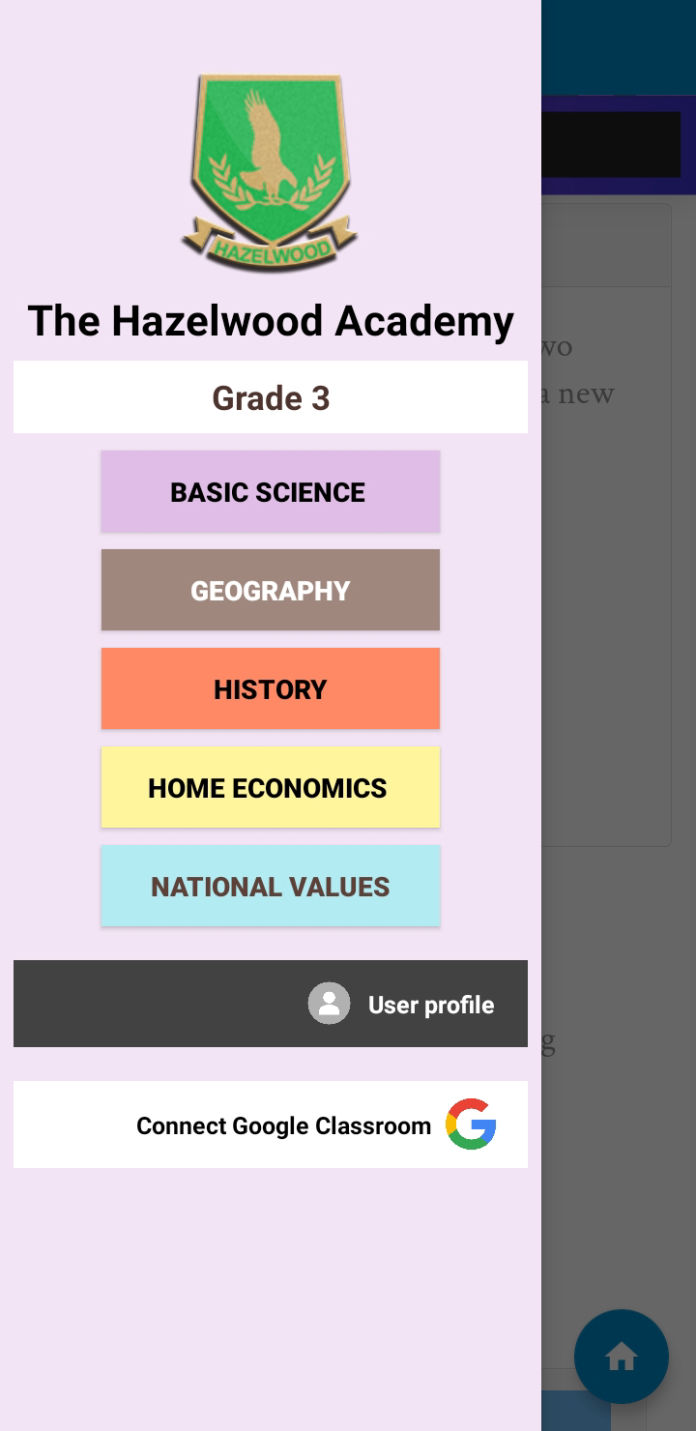 HAZELWOOD
The Hazelwood Academy
Grade 3
BASIC SCIENCE
GEOGRAPHY
HISTORY
HOME ECONOMICS
NATIONAL VALUES
User profile
Connect Google Classroom
a new